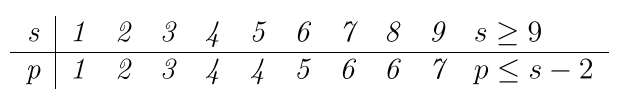 s 1 2 3 4 5 6 7 8 9 s ≥ 9
p 1 2 3 4 4 5 6 6 7 p ≤ s − 2